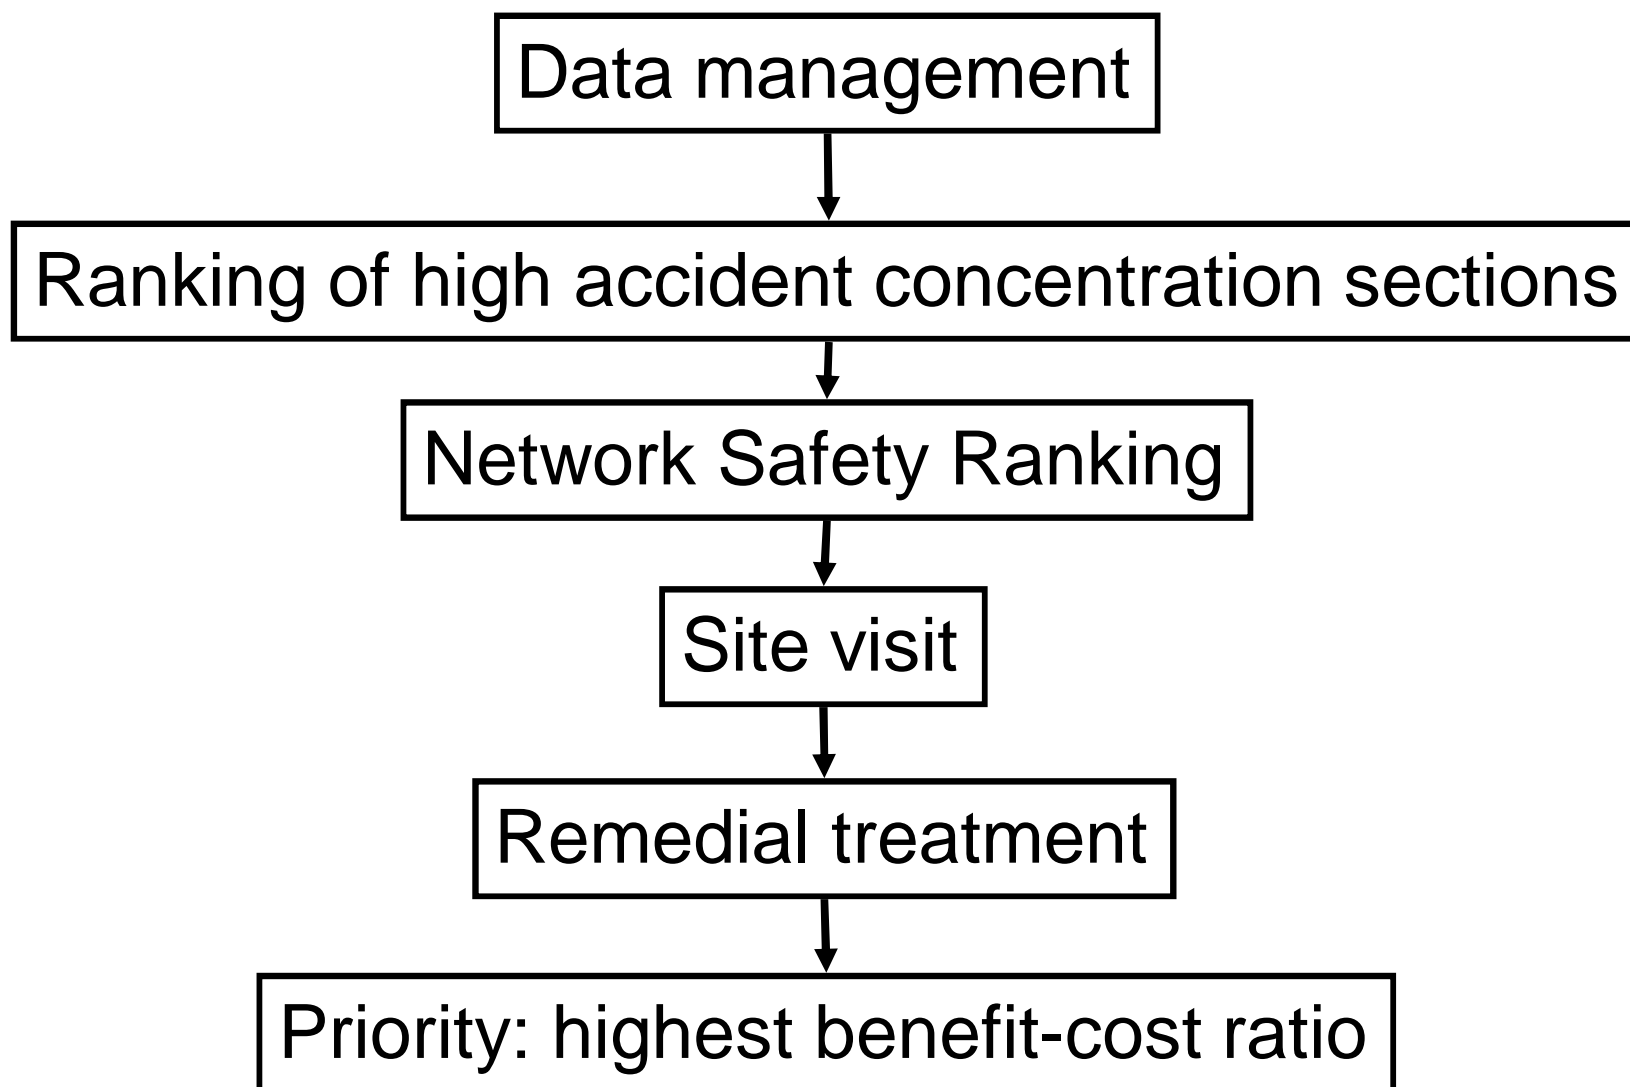 Data management
Ranking of high accident concentration sections
Network Safety Ranking
Site visit
Remedial treatment
Priority: highest benefit-cost ratio